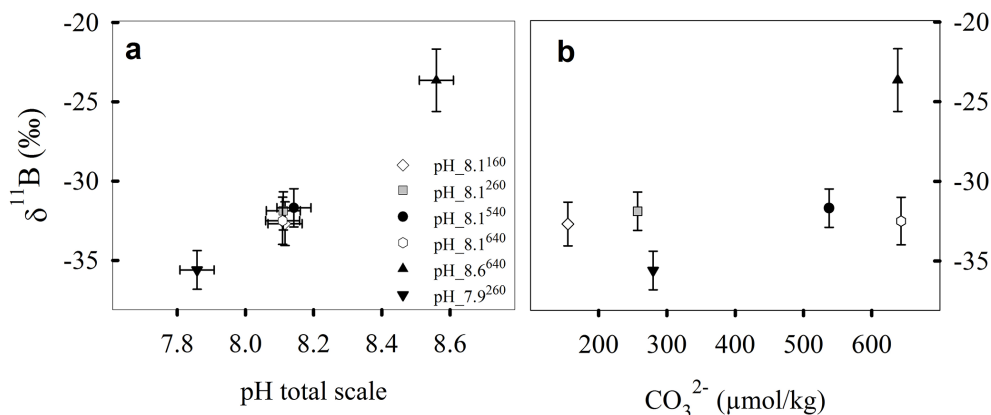 -20
a
b
-20
-25
-25
δ¹¹B (‰)
pH_8.1¹⁶⁰
pH_8.1²⁶⁰
-30
-30
pH_8.1⁵⁴⁰
pH_8.1⁶⁴⁰
-35
pH_8.6⁶⁴⁰
-35
pH_7.9²⁶⁰
7.8 8.0 8.2 8.4 8.6
200 300 400 500 600
pH total scale
CO₃²⁻ (µmol/kg)